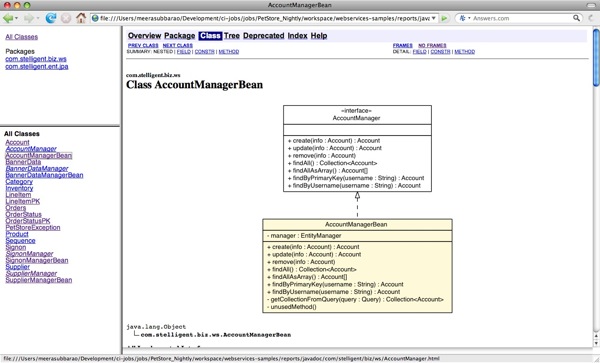 AccountManagerBean
file:///Users/meerasubbarao/Development/ci-jobs/jobs/PetStore_Nightly/workspace/webservices-samples/reports/javadoc
Answers.com
All Classes
Packages
com.stelligent.biz.ws
com.stelligent.ent.jpa
All Classes
Account
AccountManager
AccountManagerBean
BannerData
BannerDataManager
BannerDataManagerBean
Category
Inventory
LineItem
LineItemPK
Orders
OrderStatus
OrderStatusPK
PetStoreException
Product
Sequence
Signon
SignonManager
SignonManagerBean
Supplier
SupplierManager
SupplierManagerBean
Overview Package Class Tree Deprecated Index Help
PREV CLASS NEXT CLASS
FRAMES NO FRAMES
SUMMARY: NESTED | FIELD | CONSTR | METHOD
DETAIL: FIELD | CONSTR | METHOD
com.stelligent.biz.ws
Class AccountManagerBean
«interface»
AccountManager
+ create(info : Account) : Account
+ update(info : Account) : Account
+ remove(info)
+ findAll() : Collection<Account>
+ findAllAsArray() : Account[]
+ findByPrimaryKey(username : String) : Account
+ findByUsername(username : String) : Account
AccountManagerBean
- manager : EntityManager
+ create(info : Account) : Account
+ update(info : Account) : Account
+ remove(info)
+ findAll() : Collection<Account>
+ findAllAsArray() : Account[]
+ findByPrimaryKey(username : String) : Account
+ findByUsername(username : String) : Account
- getCollectionFromQuery(query : Query) : Collection<Account>
- unusedMethod()
java.lang.Object
com.stelligent.biz.ws.AccountManagerBean
file:///Users/meerasubbarao/Development/ci-jobs/jobs/PetStore_Nightly/workspace/webservices-samples/reports/javadoc/com/stelligent/biz/ws/AccountManager.html